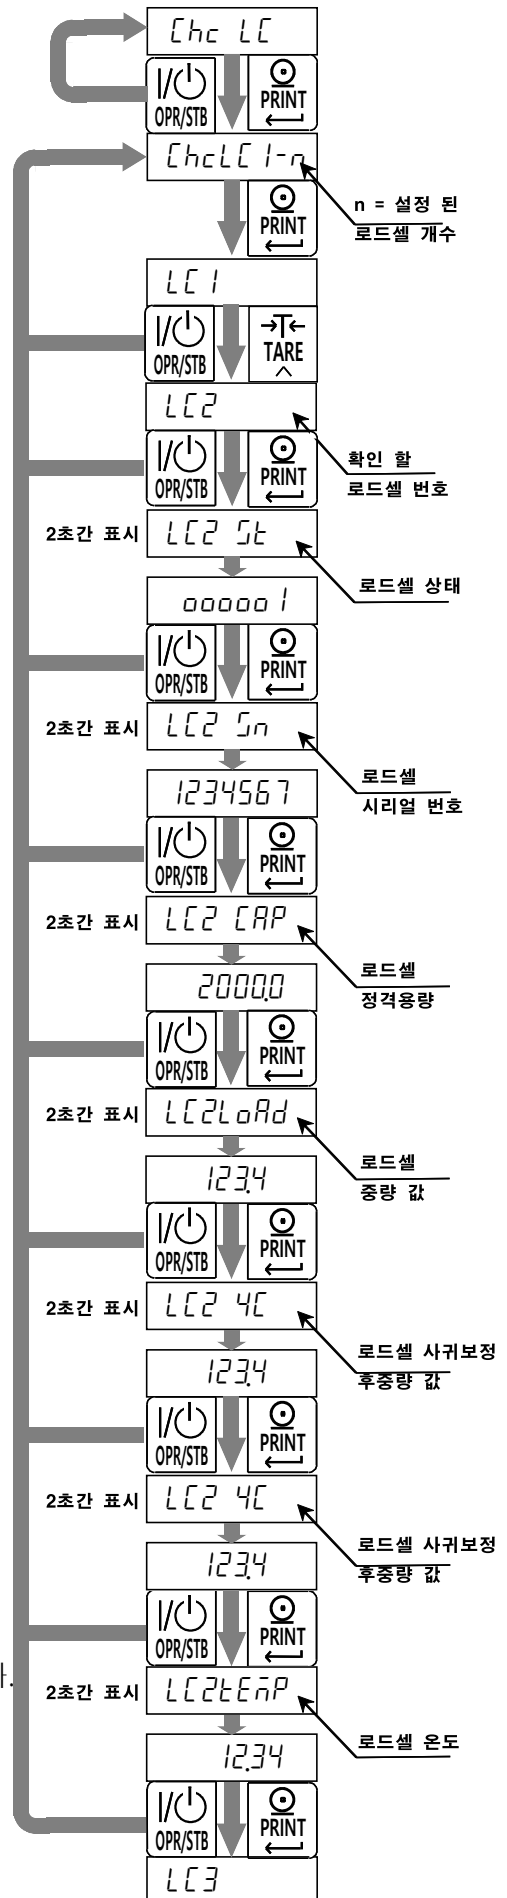 Chc LC
I/⏻ PRINT
OPR/STB
ChcLC1-n
n = 설정 된
로드셀 개수
PRINT
LC1
I/⏻ →T←
OPR/STB TARE
LC2
확인 할
로드셀 번호
I/⏻ PRINT
OPR/STB
2초간 표시 LC2 St
로드셀 상태
ooooo1
I/⏻ PRINT
OPR/STB
2초간 표시 LC2 Sn
로드셀
시리얼 번호
1234567
I/⏻ PRINT
OPR/STB
2초간 표시 LC2 CAP
로드셀
정격용량
2000.0
I/⏻ PRINT
OPR/STB
2초간 표시 LC2LoAd
로드셀
중량 값
123.4
I/⏻ PRINT
OPR/STB
2초간 표시 LC2 4C
로드셀 사귀보정
후중량 값
123.4
I/⏻ PRINT
OPR/STB
2초간 표시 LC2 4C
로드셀 사귀보정
후중량 값
123.4
I/⏻ PRINT
OPR/STB
2초간 표시 LC2tEmP
로드셀 온도
12.34
I/⏻ PRINT
OPR/STB
LC3